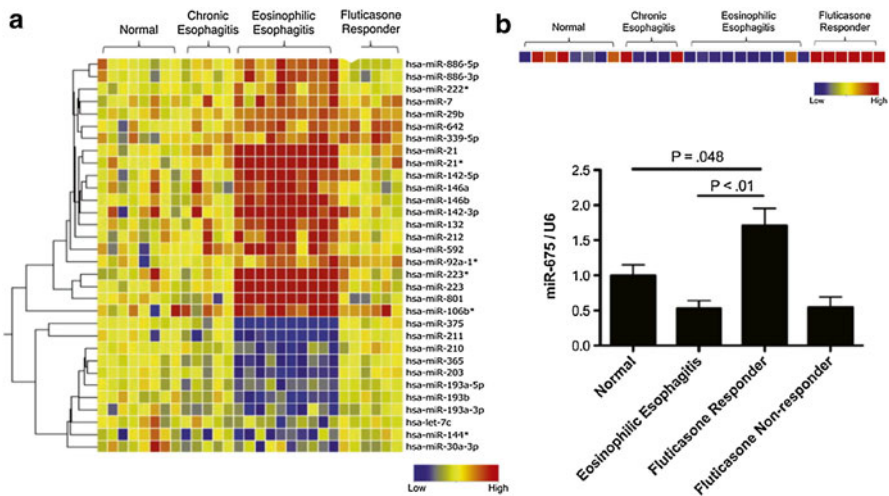 a
Normal
Chronic
Esophagitis
Eosinophilic
Esophagitis
Fluticasone
Responder
hsa-miR-886-5p
hsa-miR-886-3p
hsa-miR-222*
hsa-miR-7
hsa-miR-29b
hsa-miR-642
hsa-miR-339-5p
hsa-miR-21
hsa-miR-21*
hsa-miR-142-5p
hsa-miR-146a
hsa-miR-146b
hsa-miR-142-3p
hsa-miR-132
hsa-miR-212
hsa-miR-592
hsa-miR-92a-1*
hsa-miR-223*
hsa-miR-223
hsa-miR-801
hsa-miR-106b*
hsa-miR-375
hsa-miR-211
hsa-miR-210
hsa-miR-365
hsa-miR-203
hsa-miR-193a-5p
hsa-miR-193b
hsa-miR-193a-3p
hsa-let-7c
hsa-miR-144*
hsa-miR-30a-3p
Low High
b
Normal
Chronic
Esophagitis
Eosinophilic
Esophagitis
Fluticasone
Responder
Low High
miR-675 / U6
2.5
2.0
1.5
1.0
0.5
0.0
P = .048
P < .01
Normal
Eosinophilic Esophagitis
Fluticasone Responder
Fluticasone Non-responder